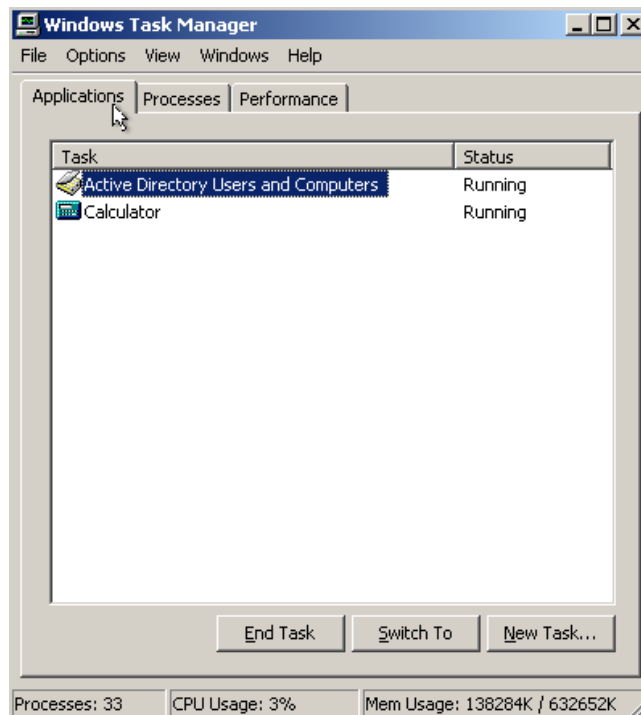 Windows Task Manager
File Options View Windows Help
Applications Processes Performance
Task Status
Active Directory Users and Computers Running
Calculator Running
End Task Switch To New Task...
Processes: 33 CPU Usage: 3% Mem Usage: 138284K / 632652K